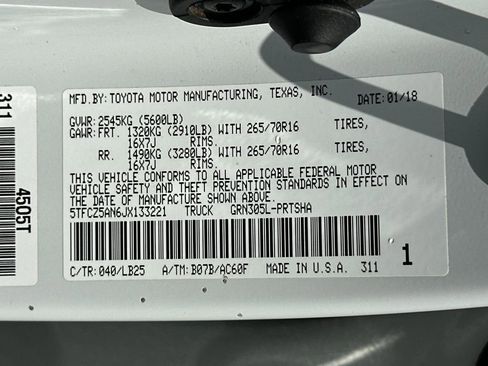 MFD.BY:TOYOTA MOTOR MANUFACTURING, TEXAS, INC. DATE:01/18
GVWR:2545KG (5600LB)
GAWR:FRT. 1320KG (2910LB) WITH 265/70R16 TIRES,
16X7J RIMS.
RR. 1490KG (3280LB) WITH 265/70R16 TIRES,
16X7J RIMS.
THIS VEHICLE CONFORMS TO ALL APPLICABLE FEDERAL MOTOR
VEHICLE SAFETY AND THEFT PREVENTION STANDARDS IN EFFECT ON
THE DATE OF MANUFACTURE SHOWN ABOVE.
5TFCZ5AN6JX133221 TRUCK GRN305L-PRTSHA
C/TR:040/LB25 A/TM:B07B/AC60F MADE IN U.S.A. 311
1
311
4505T